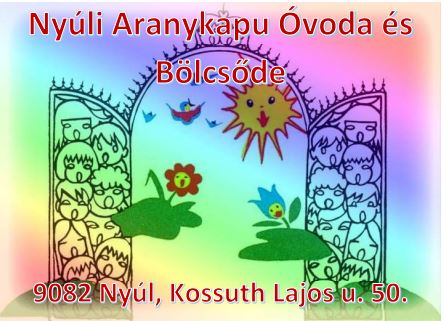 Nyúli Aranykapu Óvoda és
Bölcsőde
9082 Nyúl, Kossuth Lajos u. 50.